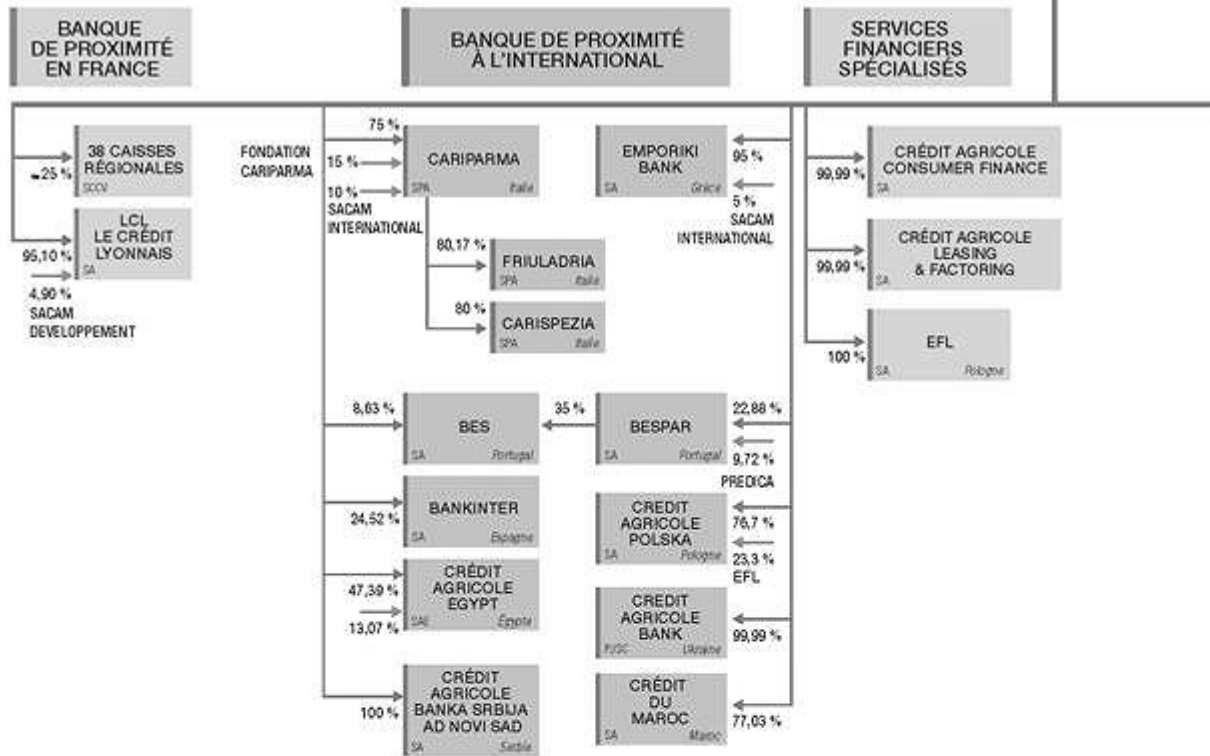 BANQUE
DE PROXIMITÉ
EN FRANCE
BANQUE DE PROXIMITÉ
À L'INTERNATIONAL
SERVICES
FINANCIERS
SPÉCIALISÉS
38 CAISSES
RÉGIONALES
SCCV
25 %
LCL
LE CRÉDIT
LYONNAIS
SA
95,10 %
4,90 %
SACAM
DEVELOPPEMENT
FONDATION
CARIPARMA
75 %
15 %
10 %
SACAM
INTERNATIONAL
CARIPARMA
SPA Italie
80,17 %
FRIULADRIA
SPA Italie
80 %
CARISPEZIA
SPA Italie
EMPORIKI
BANK
SA Grèce
95 %
5 %
SACAM
INTERNATIONAL
8,63 %
BES
SA Portugal
35 %
BESPAR
SA Portugal
22,88 %
9,72 %
PREDICA
24,52 %
BANKINTER
SA Espagne
CREDIT
AGRICOLE
POLSKA
SA Pologne
76,7 %
23,3 %
EFL
47,39 %
13,07 %
CRÉDIT
AGRICOLE
EGYPT
SAE Égypte
CREDIT
AGRICOLE
BANK
PJSC Ukraine
99,99 %
100 %
CRÉDIT
AGRICOLE
BANKA SRBIJA
AD NOVI SAD
SA Serbie
CRÉDIT
DU
MAROC
SA Maroc
77,03 %
CRÉDIT AGRICOLE
CONSUMER FINANCE
SA
99,99 %
CRÉDIT AGRICOLE
LEASING
& FACTORING
SA
99,99 %
EFL
SA Pologne
100 %